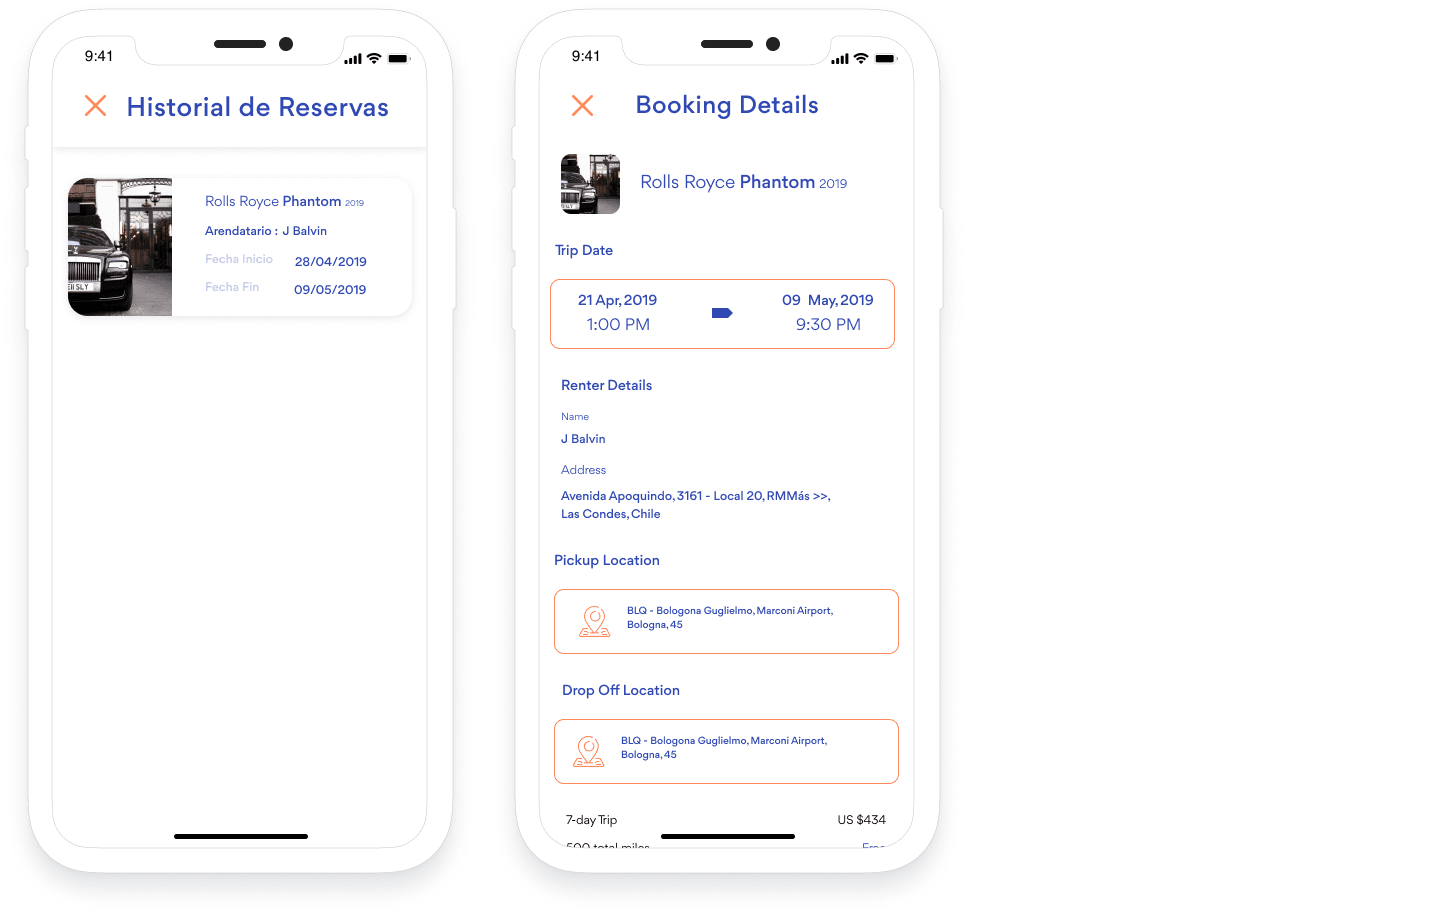 9:41
Historial de Reservas
Rolls Royce Phantom 2019
Arendatario : J Balvin
Fecha Inicio 28/04/2019
Fecha Fin 09/05/2019
9:41
Booking Details
Rolls Royce Phantom 2019
Trip Date
21 Apr, 2019 09 May, 2019
1:00 PM 9:30 PM
Renter Details
Name
J Balvin
Address
Avenida Apoquindo, 3161 - Local 20, RMMás >>,
Las Condes, Chile
Pickup Location
BLQ - Bologona Guglielmo, Marconi Airport,
Bologna, 45
Drop Off Location
BLQ - Bologona Guglielmo, Marconi Airport,
Bologna, 45
7-day Trip US $434
500 total miles Free